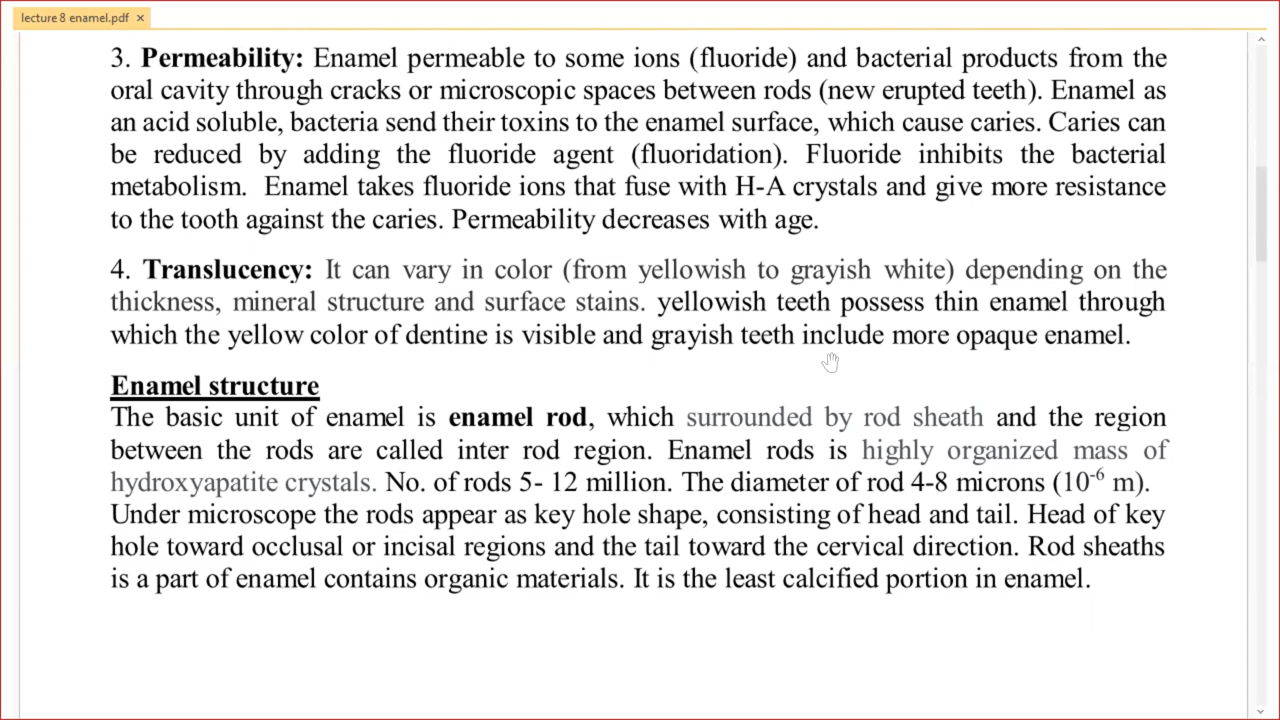 lecture 8 enamel.pdf ×
3. Permeability: Enamel permeable to some ions (fluoride) and bacterial products from the
oral cavity through cracks or microscopic spaces between rods (new erupted teeth). Enamel as
an acid soluble, bacteria send their toxins to the enamel surface, which cause caries. Caries can
be reduced by adding the fluoride agent (fluoridation). Fluoride inhibits the bacterial
metabolism. Enamel takes fluoride ions that fuse with H-A crystals and give more resistance
to the tooth against the caries. Permeability decreases with age.
4. Translucency: It can vary in color (from yellowish to grayish white) depending on the
thickness, mineral structure and surface stains. yellowish teeth possess thin enamel through
which the yellow color of dentine is visible and grayish teeth include more opaque enamel.
Enamel structure
The basic unit of enamel is enamel rod, which surrounded by rod sheath and the region
between the rods are called inter rod region. Enamel rods is highly organized mass of
hydroxyapatite crystals. No. of rods 5- 12 million. The diameter of rod 4-8 microns (10⁻⁶ m).
Under microscope the rods appear as key hole shape, consisting of head and tail. Head of key
hole toward occlusal or incisal regions and the tail toward the cervical direction. Rod sheaths
is a part of enamel contains organic materials. It is the least calcified portion in enamel.